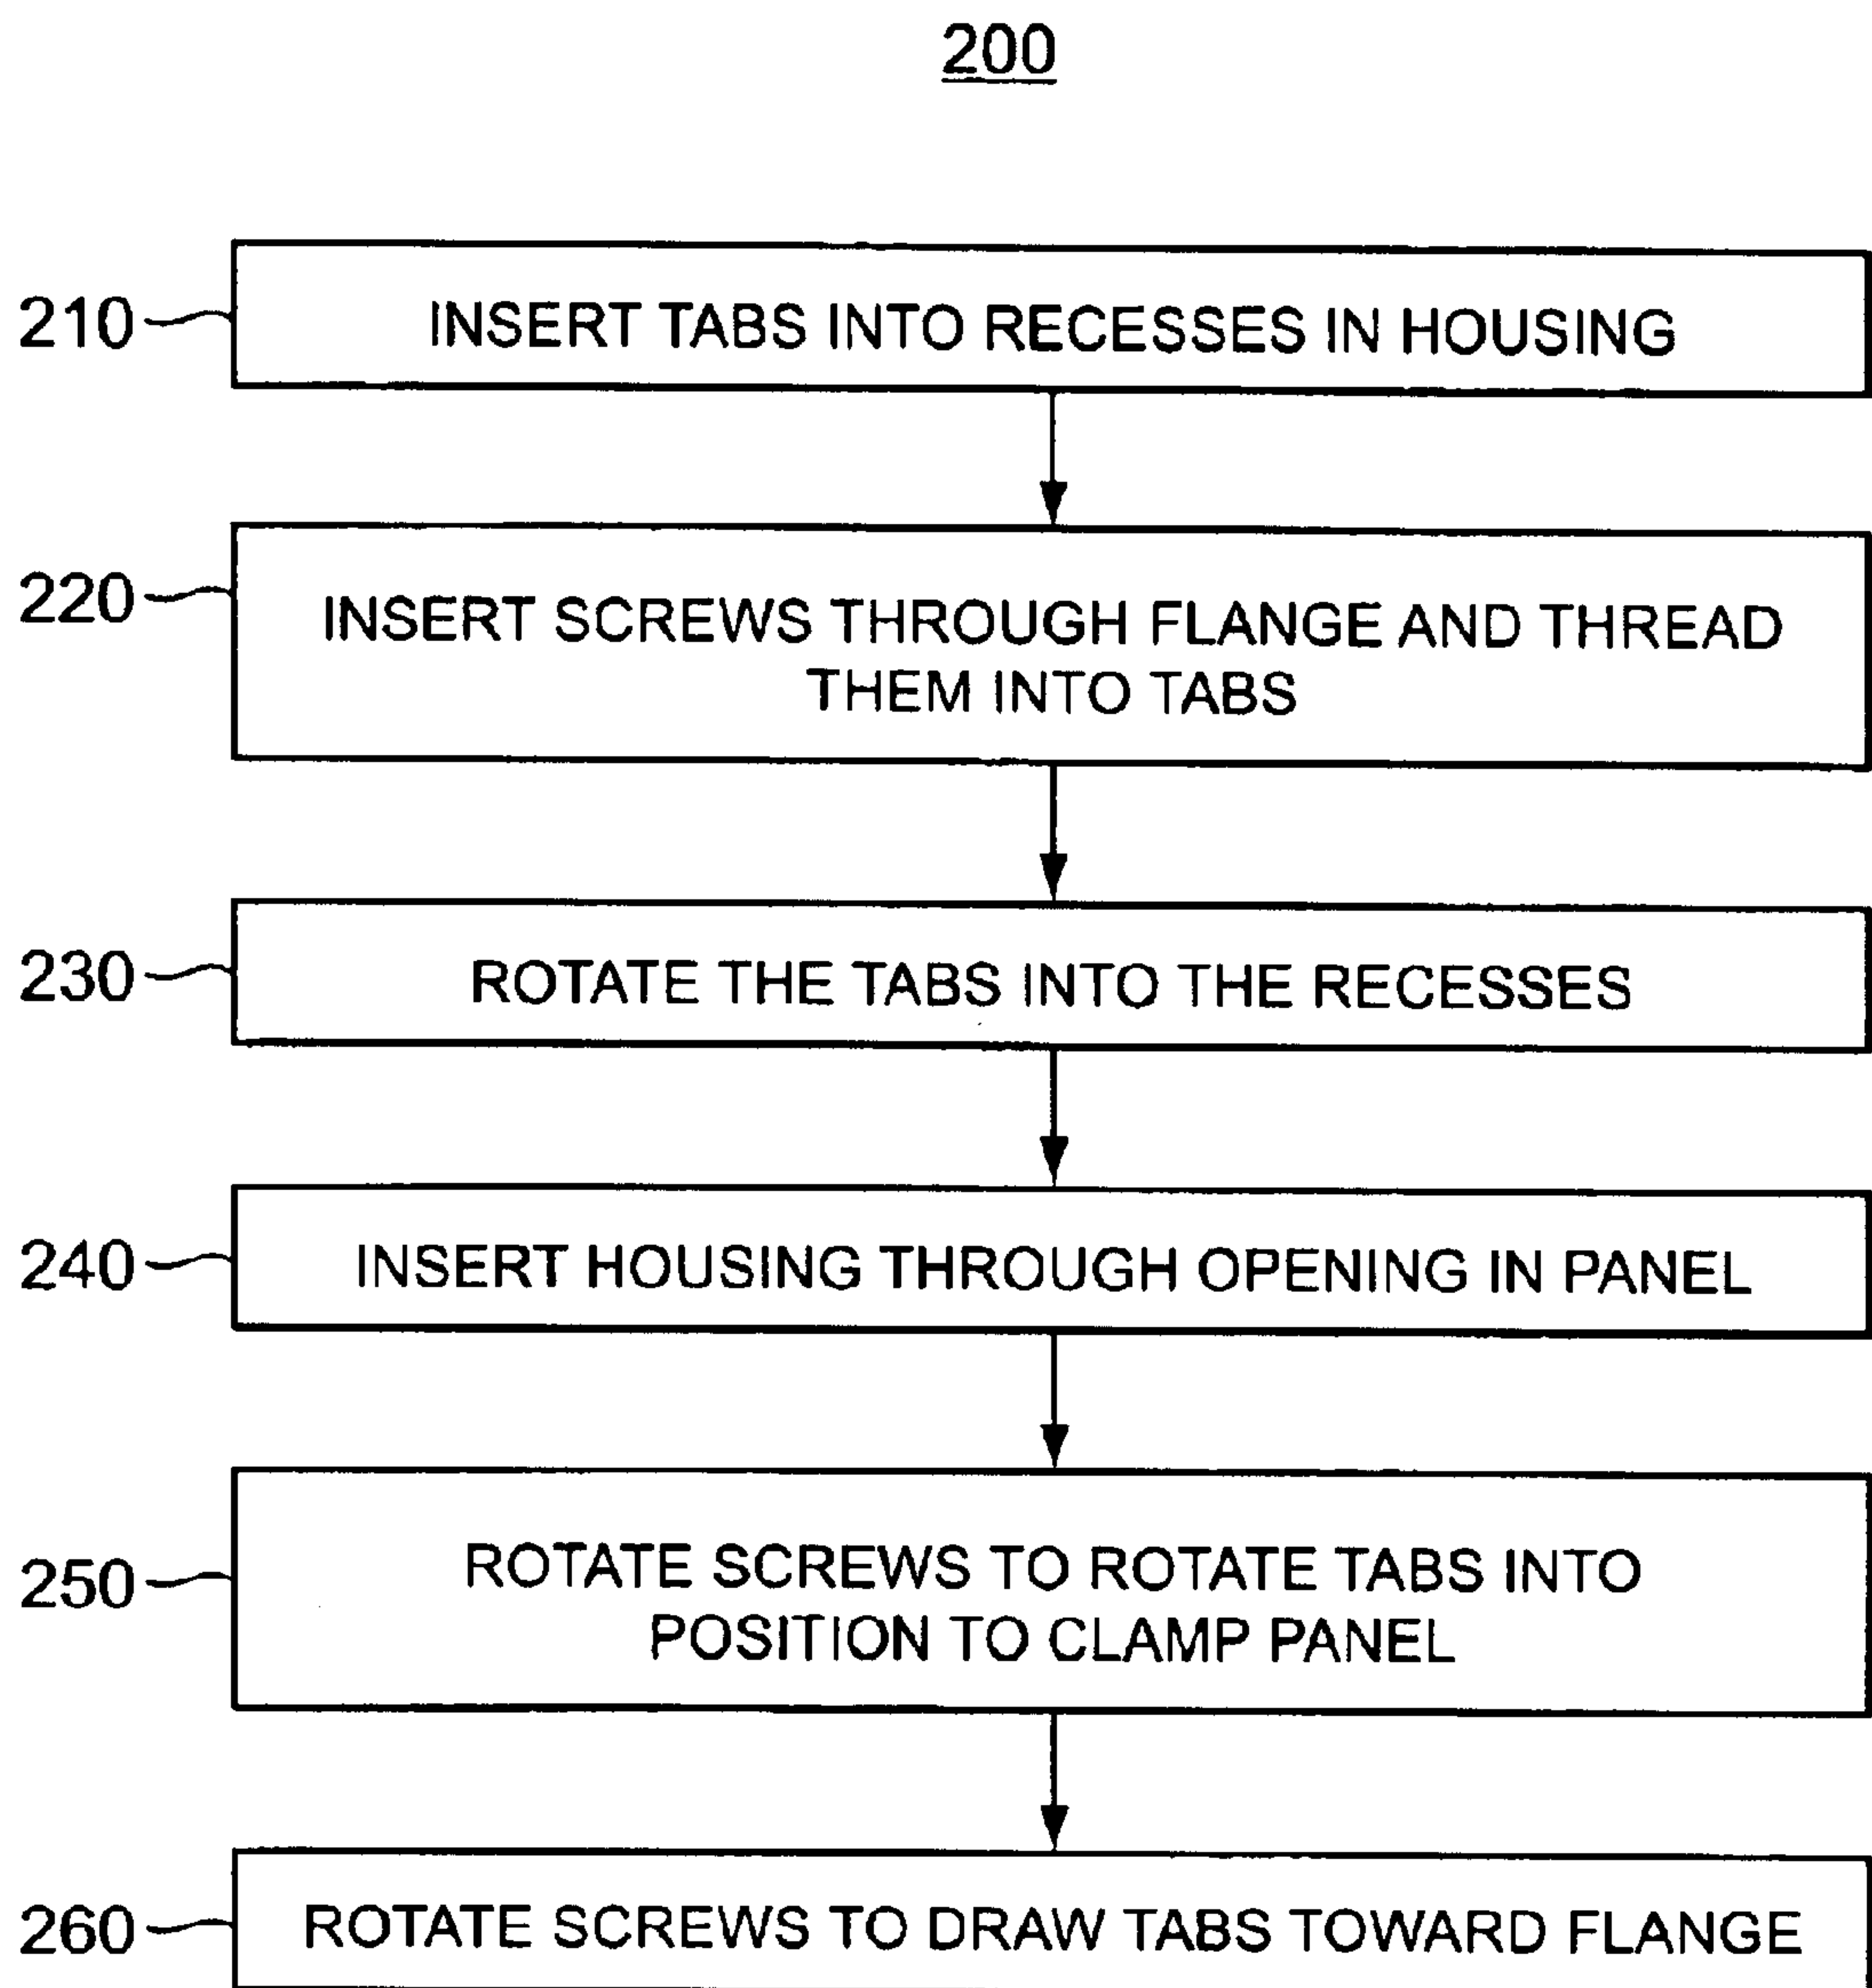 200
210
INSERT TABS INTO RECESSES IN HOUSING
220
INSERT SCREWS THROUGH FLANGE AND THREAD
THEM INTO TABS
230
ROTATE THE TABS INTO THE RECESSES
240
INSERT HOUSING THROUGH OPENING IN PANEL
250
ROTATE SCREWS TO ROTATE TABS INTO
POSITION TO CLAMP PANEL
260
ROTATE SCREWS TO DRAW TABS TOWARD FLANGE